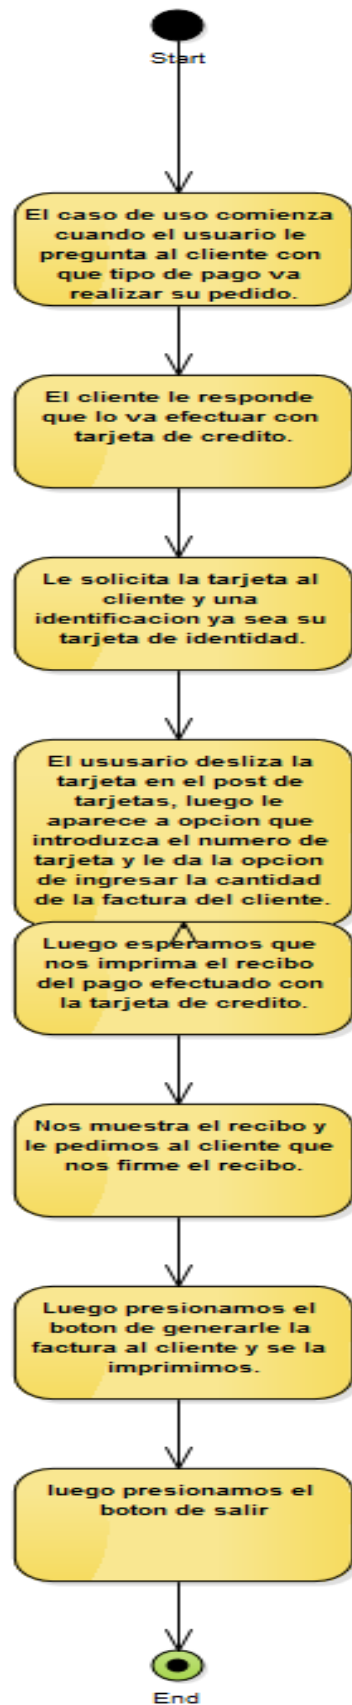 Start
El caso de uso comienza
cuando el usuario le
pregunta al cliente con
que tipo de pago va
realizar su pedido.
El cliente le responde
que lo va efectuar con
tarjeta de credito.
Le solicita la tarjeta al
cliente y una
identificacion ya sea su
tarjeta de identidad.
El ususario desliza la
tarjeta en el post de
tarjetas, luego le
aparece a opcion que
introduzca el numero de
tarjeta y le da la opcion
de ingresar la cantidad
de la factura del cliente.
Luego esperamos que
nos imprima el recibo
del pago efectuado con
la tarjeta de credito.
Nos muestra el recibo y
le pedimos al cliente que
nos firme el recibo.
Luego presionamos el
boton de generarle la
factura al cliente y se la
imprimimos.
luego presionamos el
boton de salir
End